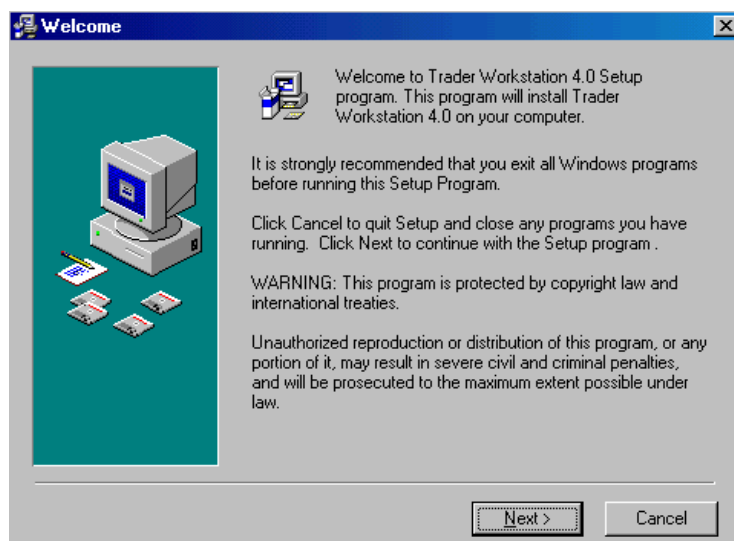 Welcome
Welcome to Trader Workstation 4.0 Setup
program. This program will install Trader
Workstation 4.0 on your computer.
It is strongly recommended that you exit all Windows programs
before running this Setup Program.
Click Cancel to quit Setup and close any programs you have
running.  Click Next to continue with the Setup program .
WARNING: This program is protected by copyright law and
international treaties.
Unauthorized reproduction or distribution of this program, or any
portion of it, may result in severe civil and criminal penalties,
and will be prosecuted to the maximum extent possible under
law.
Next >
Cancel